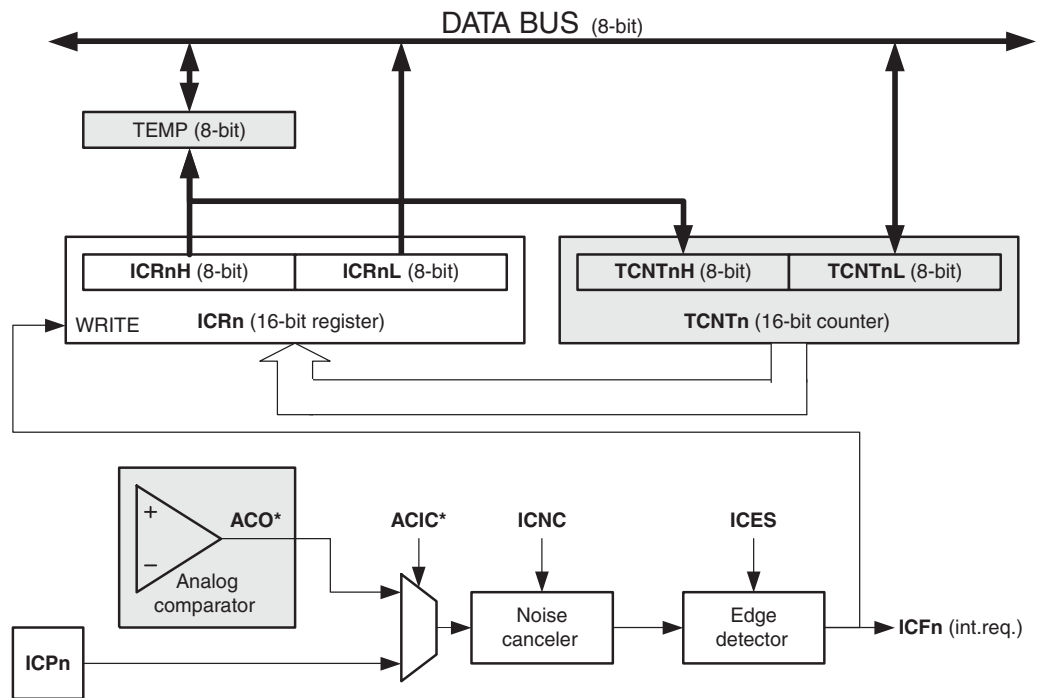 DATA BUS (8-bit)
TEMP (8-bit)
ICRnH (8-bit) ICRnL (8-bit) TCNTnH (8-bit) TCNTnL (8-bit)
WRITE ICRn (16-bit register) TCNTn (16-bit counter)
+
ACO* ACIC* ICNC ICES
−
Analog
comparator
Noise
canceler
Edge
detector
ICFn (int.req.)
ICPn